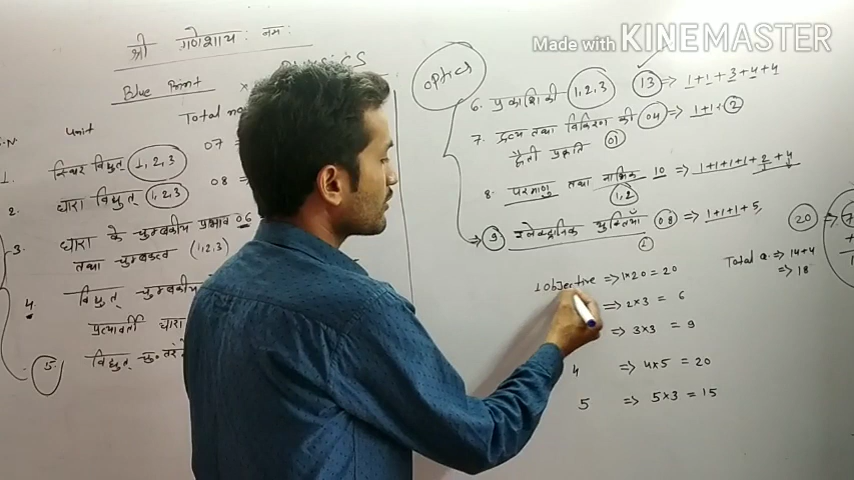 Made with KINEMASTER
श्री गणेशाय नमः
Blue Print
Total
S.N
Unit
1. स्थिर विद्युत् 1,2,3 07 =
2. धारा विद्युत् 1,2,3 08 =
3. धारा के चुम्बकीय प्रभाव 06
तथा चुम्बकत्व (1,2,3)
4. विद्युत् चुम्बकीय
प्रत्यावर्ती धारा
5. विद्युत् चु॰
optics
6. प्रकाशिकी 1,2,3 13 => 1+1+3+4+4
7. द्रव्य तथा विकिरण की 04 => 1+1+2
द्वैती प्रकृति 01
8. परमाणु तथा नाभिक 10 => 1+1+1+1+2+4
1,2
=> 9 इलेक्ट्रानिक युक्तियाँ 08 => 1+1+1+5
1 objective => 1×20 = 20
=> 2×3 = 6
=> 3×3 = 9
4 => 4×5 = 20
5 => 5×3 = 15
20 =>
Total Q. => 14+4
=> 18